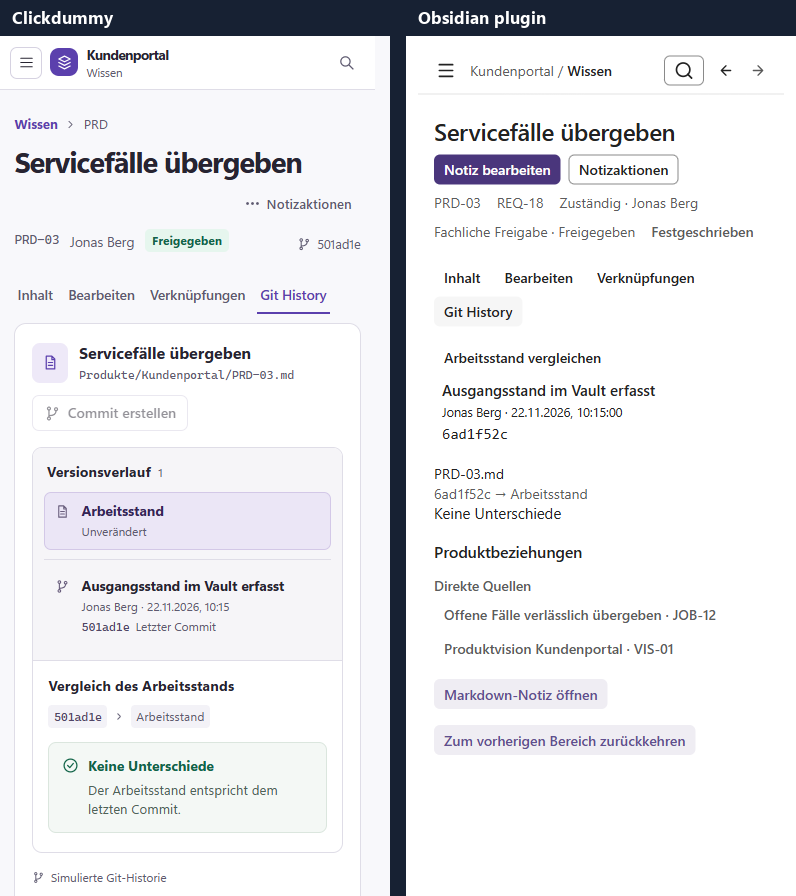 Clickdummy
Kundenportal
Wissen
Wissen > PRD
Servicefälle übergeben
··· Notizaktionen
PRD-03 Jonas Berg Freigegeben 501ad1e
Inhalt Bearbeiten Verknüpfungen Git History
Servicefälle übergeben
Produkte/Kundenportal/PRD-03.md
Commit erstellen
Versionsverlauf 1
Arbeitsstand
Unverändert
Ausgangsstand im Vault erfasst
Jonas Berg · 22.11.2026, 10:15
501ad1e Letzter Commit
Vergleich des Arbeitsstands
501ad1e > Arbeitsstand
Keine Unterschiede
Der Arbeitsstand entspricht dem
letzten Commit.
Simulierte Git-Historie
Obsidian plugin
Kundenportal / Wissen
Servicefälle übergeben
Notiz bearbeiten Notizaktionen
PRD-03 REQ-18 Zuständig · Jonas Berg
Fachliche Freigabe · Freigegeben Festgeschrieben
Inhalt Bearbeiten Verknüpfungen
Git History
Arbeitsstand vergleichen
Ausgangsstand im Vault erfasst
Jonas Berg · 22.11.2026, 10:15:00
6ad1f52c
PRD-03.md
6ad1f52c → Arbeitsstand
Keine Unterschiede
Produktbeziehungen
Direkte Quellen
Offene Fälle verlässlich übergeben · JOB-12
Produktvision Kundenportal · VIS-01
Markdown-Notiz öffnen
Zum vorherigen Bereich zurückkehren